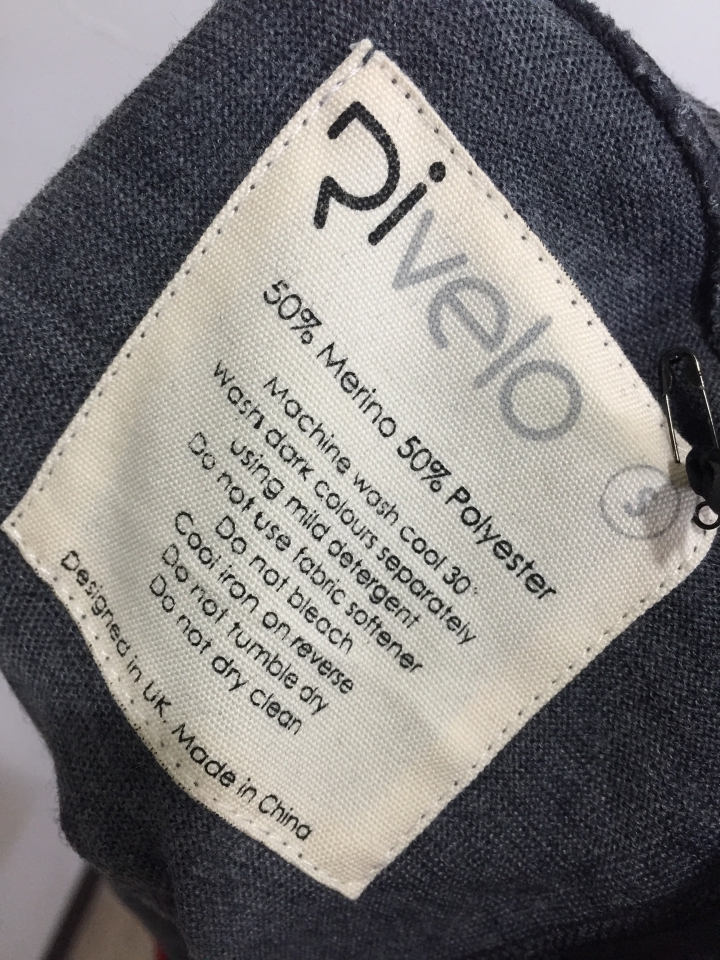 Rivelo
50% Merino 50% Polyester
S
Machine wash cool 30°
Wash dark colours separately
using mild detergent
Do not use fabric softener
Do not bleach
Cool iron on reverse
Do not tumble dry
Do not dry clean
Designed in UK. Made in China